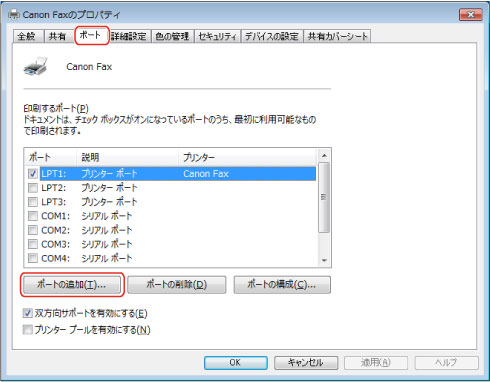 Canon Faxのプロパティ
全般 共有 ポート 詳細設定 色の管理 セキュリティ デバイスの設定 共有カバーシート
Canon Fax
印刷するポート(P)
ドキュメントは、チェック ボックスがオンになっているポートのうち、最初に利用可能なもの
で印刷されます。
ポート 説明 プリンター
LPT1: プリンター ポート Canon Fax
LPT2: プリンター ポート
LPT3: プリンター ポート
COM1: シリアル ポート
COM2: シリアル ポート
COM3: シリアル ポート
COM4: シリアル ポート
ポートの追加(T)... ポートの削除(D) ポートの構成(C)...
双方向サポートを有効にする(E)
プリンター プールを有効にする(N)
OK キャンセル 適用(A) ヘルプ